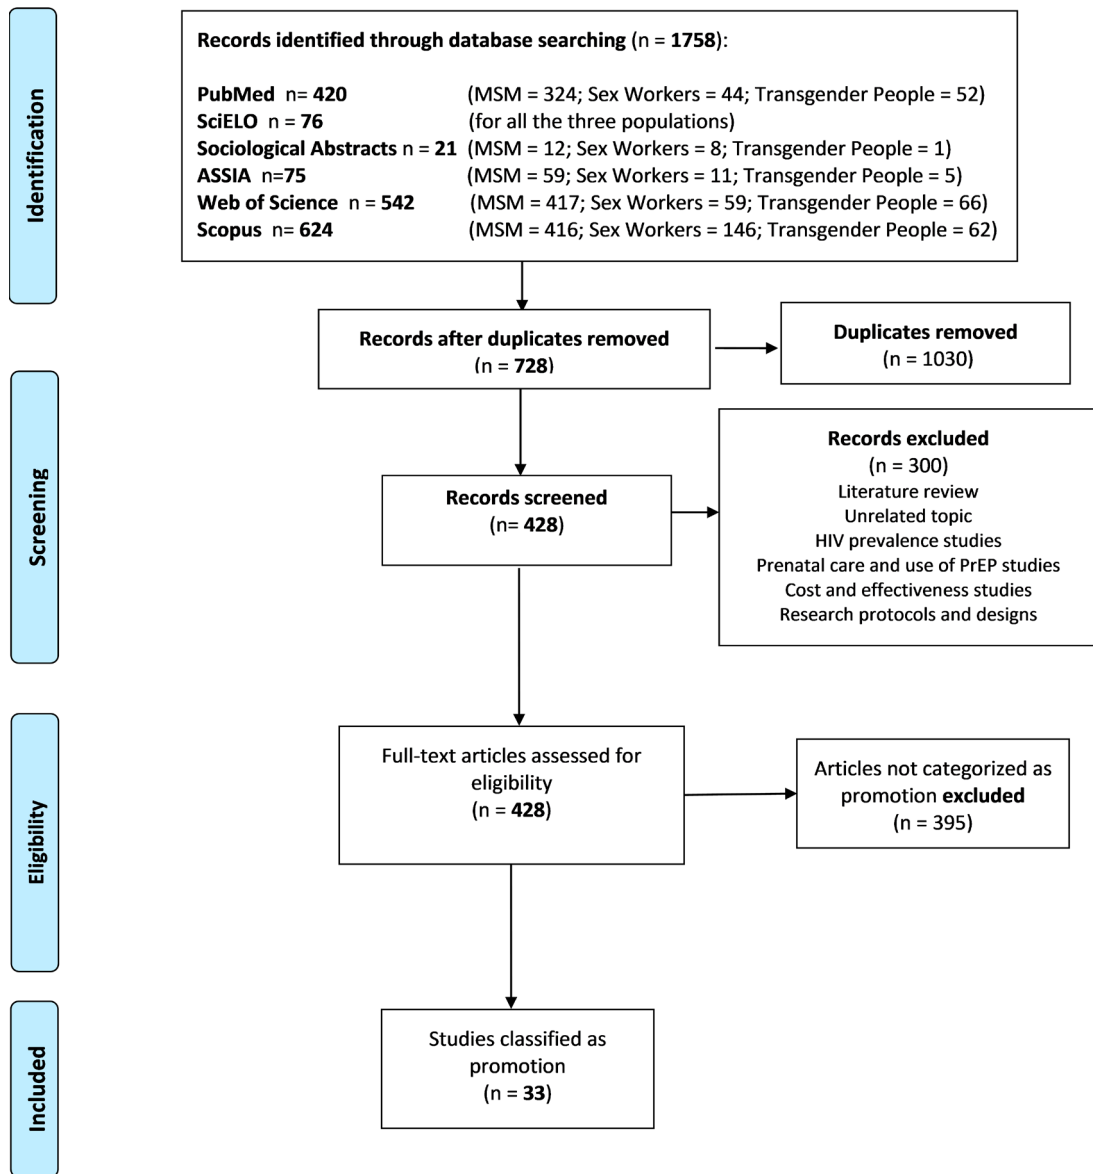 Identification
Records identified through database searching (n = 1758):
PubMed n= 420 (MSM = 324; Sex Workers = 44; Transgender People = 52)
SciELO n = 76 (for all the three populations)
Sociological Abstracts n = 21 (MSM = 12; Sex Workers = 8; Transgender People = 1)
ASSIA n=75 (MSM = 59; Sex Workers = 11; Transgender People = 5)
Web of Science n = 542 (MSM = 417; Sex Workers = 59; Transgender People = 66)
Scopus n= 624 (MSM = 416; Sex Workers = 146; Transgender People = 62)
Records after duplicates removed
(n = 728)
Duplicates removed
(n = 1030)
Screening
Records screened
(n= 428)
Records excluded
(n = 300)
Literature review
Unrelated topic
HIV prevalence studies
Prenatal care and use of PrEP studies
Cost and effectiveness studies
Research protocols and designs
Eligibility
Full-text articles assessed for
eligibility
(n = 428)
Articles not categorized as
promotion excluded
(n = 395)
Included
Studies classified as
promotion
(n = 33)